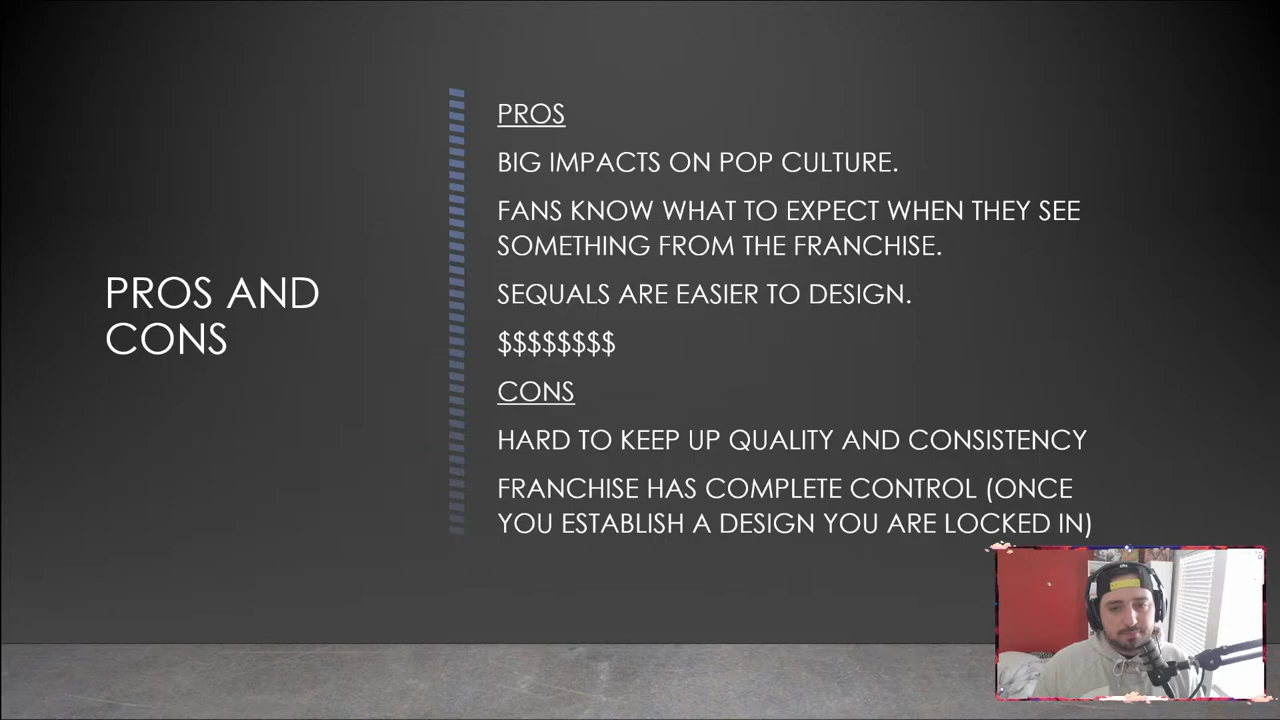 PROS AND
CONS
PROS
BIG IMPACTS ON POP CULTURE.
FANS KNOW WHAT TO EXPECT WHEN THEY SEE
SOMETHING FROM THE FRANCHISE.
SEQUALS ARE EASIER TO DESIGN.
$$$$$$$$
CONS
HARD TO KEEP UP QUALITY AND CONSISTENCY
FRANCHISE HAS COMPLETE CONTROL (ONCE
YOU ESTABLISH A DESIGN YOU ARE LOCKED IN)